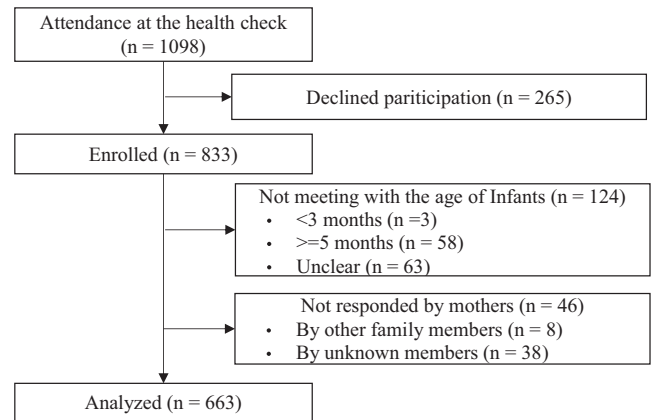 Attendance at the health check
(n = 1098)
Declined pariticipation (n = 265)
Enrolled (n = 833)
Not meeting with the age of Infants (n = 124)
• <3 months (n =3)
• >=5 months (n = 58)
• Unclear (n = 63)
Not responded by mothers (n = 46)
• By other family members (n = 8)
• By unknown members (n = 38)
Analyzed (n = 663)